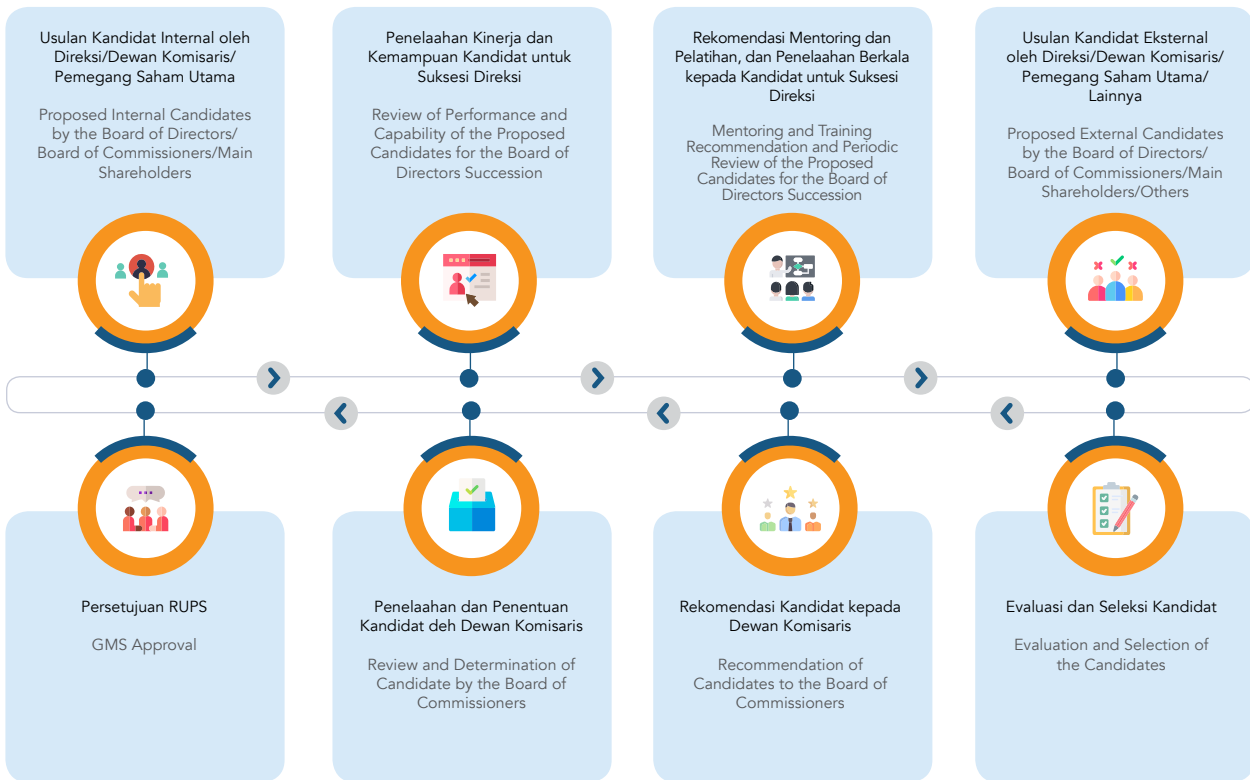 Usulan Kandidat Internal oleh
Direksi/Dewan Komisaris/
Pemegang Saham Utama
Proposed Internal Candidates
by the Board of Directors/
Board of Commissioners/Main
Shareholders
Penelaahan Kinerja dan
Kemampuan Kandidat untuk
Suksesi Direksi
Review of Performance and
Capability of the Proposed
Candidates for the Board of
Directors Succession
Rekomendasi Mentoring dan
Pelatihan, dan Penelaahan Berkala
kepada Kandidat untuk Suksesi
Direksi
Mentoring and Training
Recommendation and Periodic
Review of the Proposed
Candidates for the Board of
Directors Succession
Usulan Kandidat Eksternal
oleh Direksi/Dewan Komisaris/
Pemegang Saham Utama/
Lainnya
Proposed External Candidates
by the Board of Directors/
Board of Commissioners/Main
Shareholders/Others
Persetujuan RUPS
GMS Approval
Penelaahan dan Penentuan
Kandidat deh Dewan Komisaris
Review and Determination of
Candidate by the Board of
Commissioners
Rekomendasi Kandidat kepada
Dewan Komisaris
Recommendation of
Candidates to the Board of
Commissioners
Evaluasi dan Seleksi Kandidat
Evaluation and Selection of
the Candidates